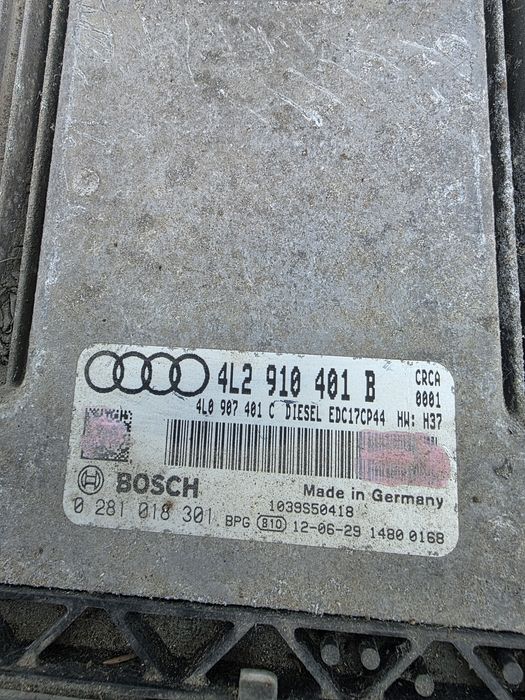 4L2 910 401 B
CRCA
0001
4L0 907 401 C DIESEL EDC17CP44 HW: H37
BOSCH
Made in Germany
0 281 018 301
1039S50418
BPG 810 12-06-29 1480 0168